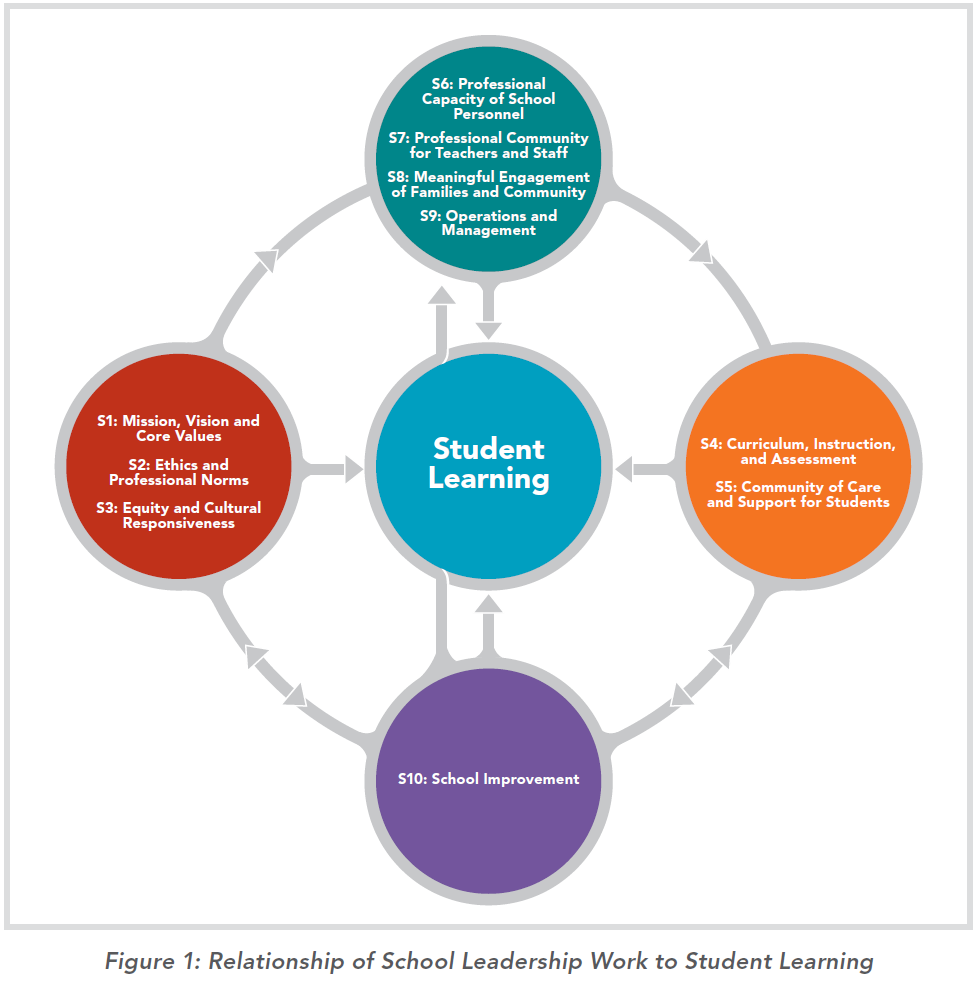 S6: Professional
Capacity of School
Personnel
S7: Professional Community
for Teachers and Staff
S8: Meaningful Engagement
of Families and Community
S9: Operations and
Management
S1: Mission, Vision and
Core Values
S2: Ethics and
Professional Norms
S3: Equity and Cultural
Responsiveness
Student
Learning
S4: Curriculum, Instruction,
and Assessment
S5: Community of Care
and Support for Students
S10: School Improvement
Figure 1: Relationship of School Leadership Work to Student Learning